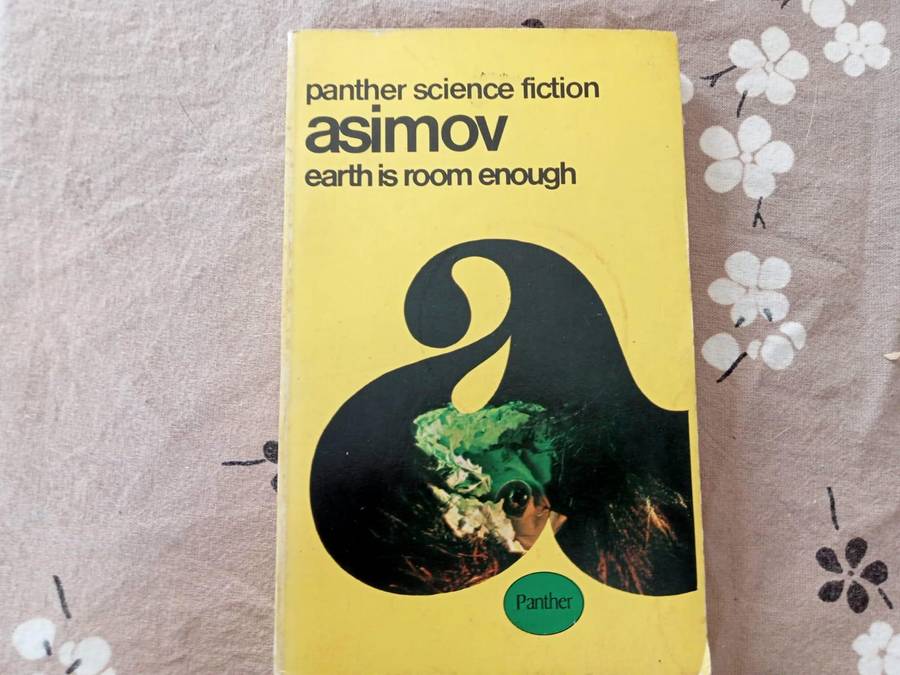 panther science fiction
asimov
earth is room enough
a
Panther